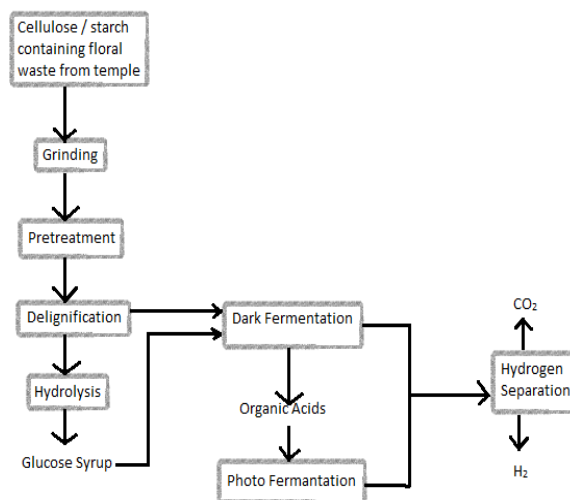 Cellulose / starch
containing floral
waste from temple
Grinding
Pretreatment
Delignification
Hydrolysis
Glucose Syrup
Dark Fermentation
Organic Acids
Photo Fermantation
CO₂
Hydrogen
Separation
H₂